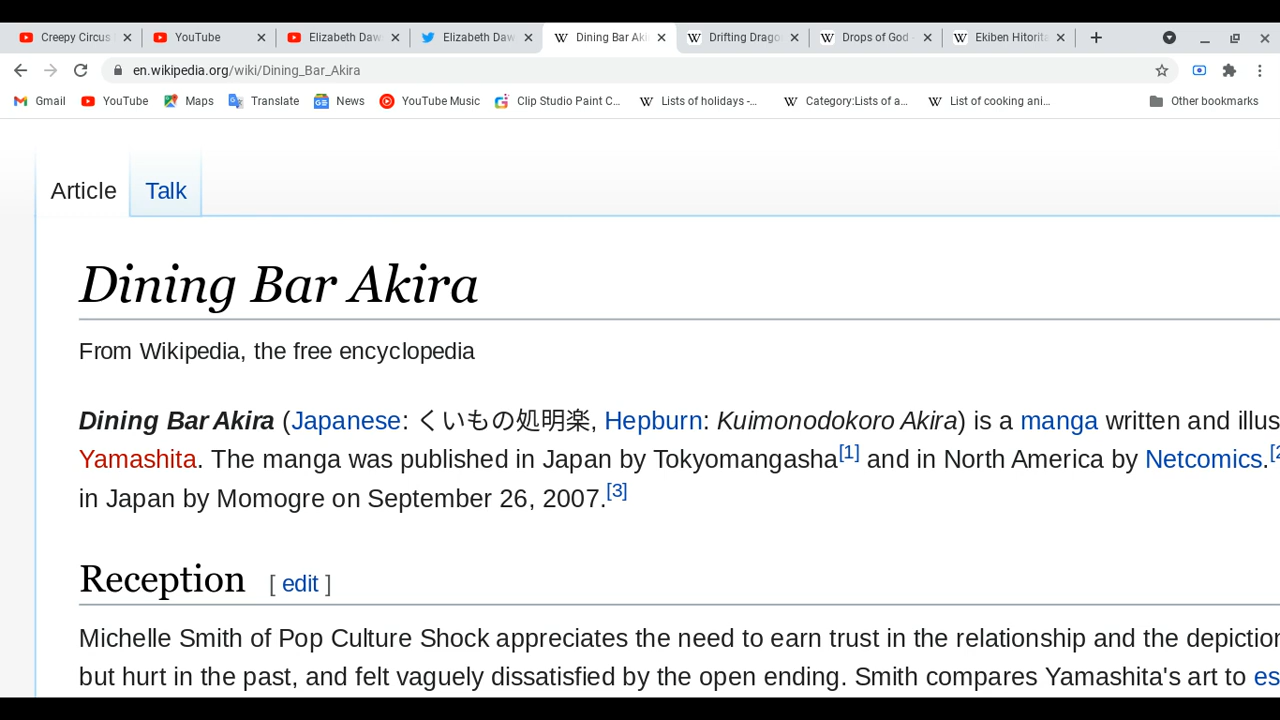 Creepy Circus
YouTube
Elizabeth Daw
Elizabeth Daw
Dining Bar Aki
Drifting Drago
Drops of God -
Ekiben Hitorita
en.wikipedia.org/wiki/Dining_Bar_Akira
Gmail
YouTube
Maps
Translate
News
YouTube Music
Clip Studio Paint C...
Lists of holidays -...
Category:Lists of a...
List of cooking ani...
Other bookmarks
Article
Talk
Dining Bar Akira
From Wikipedia, the free encyclopedia
Dining Bar Akira (Japanese: くいもの処明楽, Hepburn: Kuimonodokoro Akira) is a manga written and illus
Yamashita. The manga was published in Japan by Tokyomangasha[1] and in North America by Netcomics.[2
in Japan by Momogre on September 26, 2007.[3]
Reception [ edit ]
Michelle Smith of Pop Culture Shock appreciates the need to earn trust in the relationship and the depiction
but hurt in the past, and felt vaguely dissatisfied by the open ending. Smith compares Yamashita's art to es